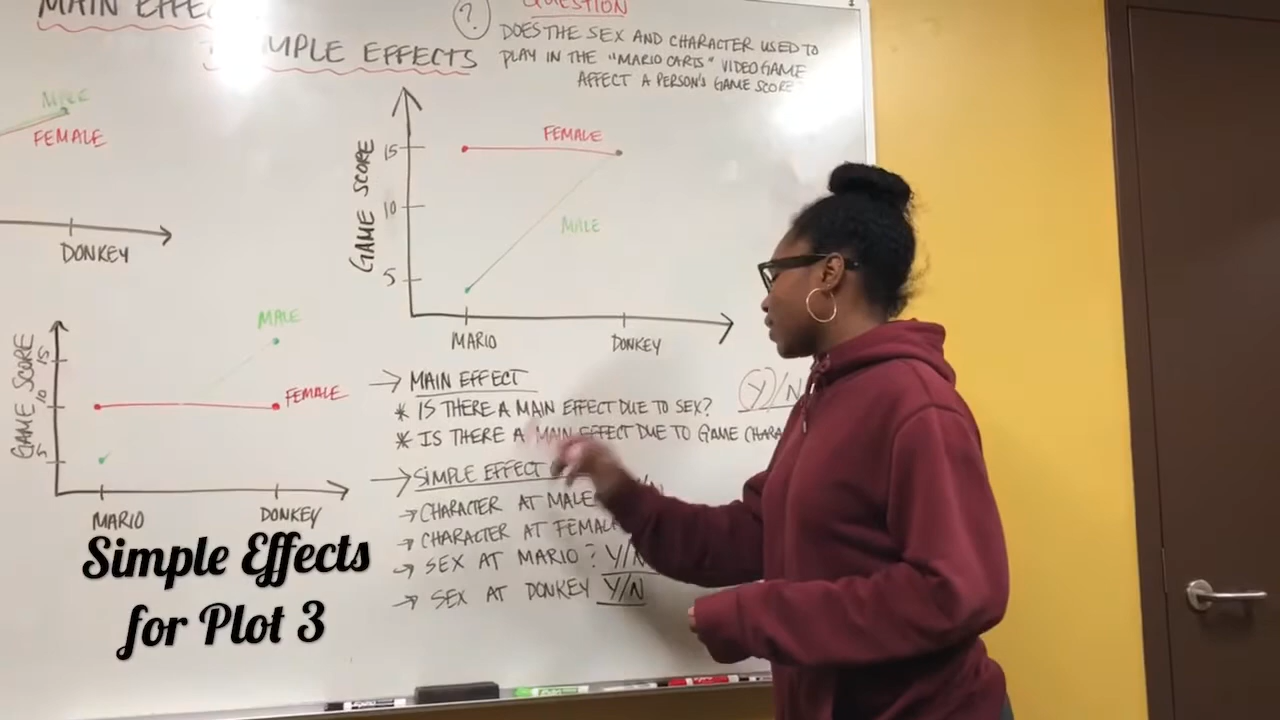 MAIN EFFE
QUESTION
?
DOES THE SEX AND CHARACTER USED TO
PLAY IN THE "MARIO CARTS" VIDEOGAME
AFFECT A PERSON'S GAME SCORE?
SIMPLE EFFECTS
MALE
FEMALE
DONKEY
GAME SCORE
15
10
5
FEMALE
MALE
MARIO
DONKEY
GAME SCORE
15
10
5
MALE
FEMALE
MARIO
DONKEY
→ MAIN EFFECT
Y/N
* IS THERE A MAIN EFFECT DUE TO SEX?
* IS THERE A MAIN EFFECT DUE TO GAME CHARA
→ SIMPLE EFFECT
→ CHARACTER AT MALE
→ CHARACTER AT FEMAL
→ SEX AT MARIO? Y/N
→ SEX AT DONKEY Y/N
Simple Effects
for Plot 3